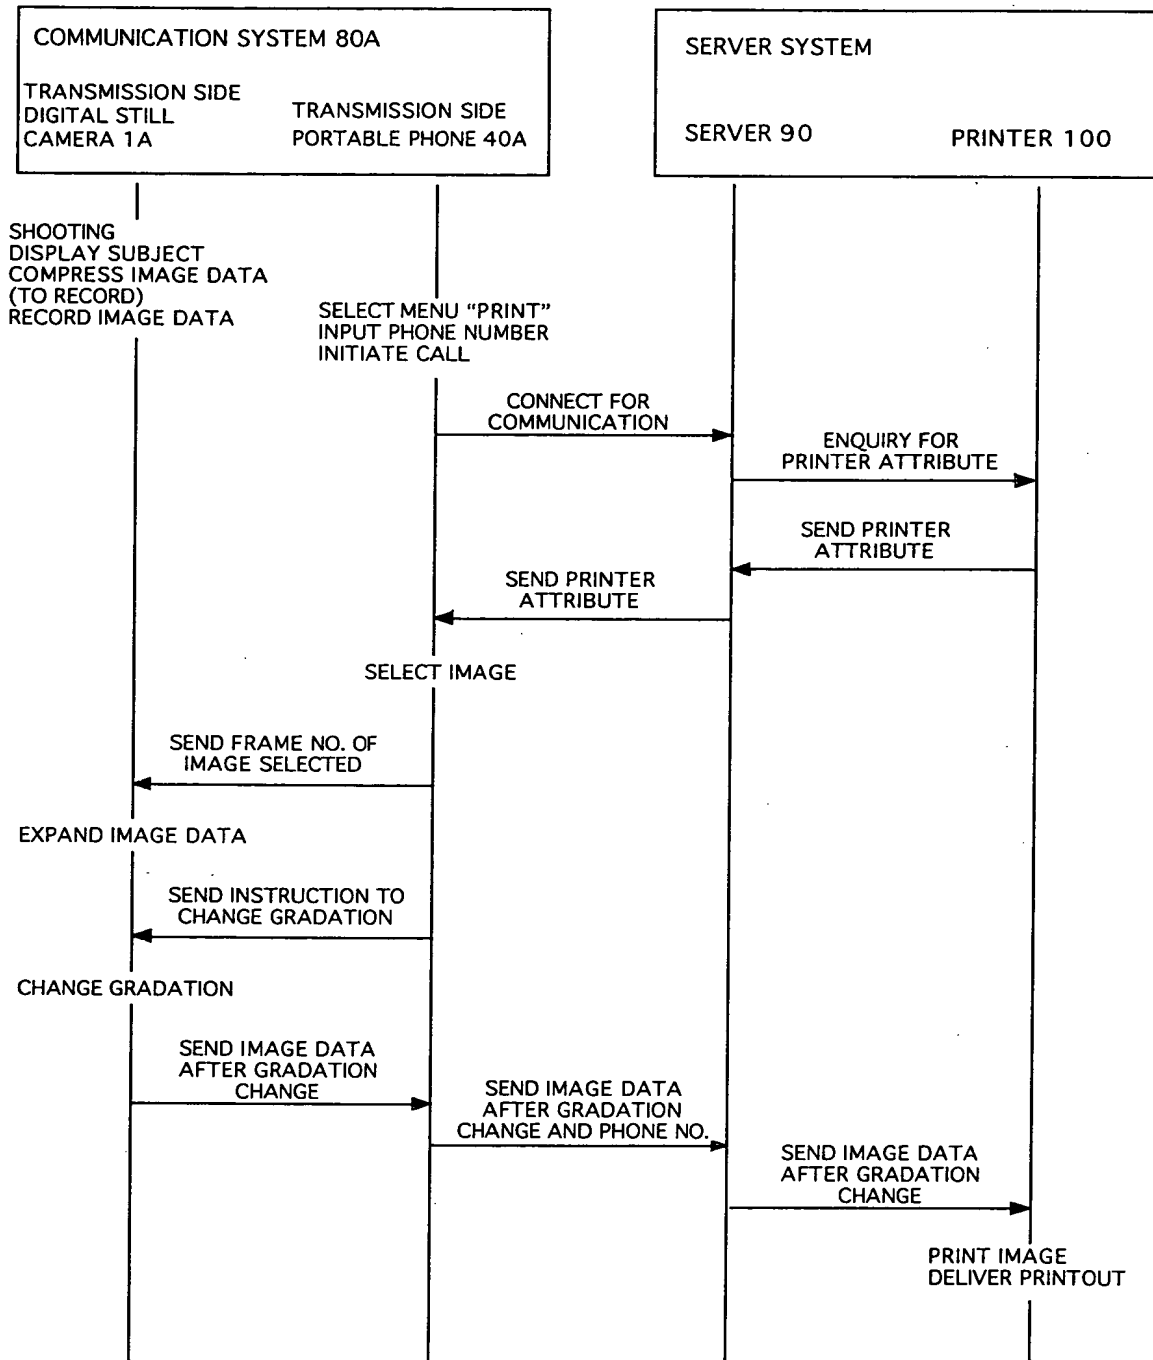 COMMUNICATION SYSTEM 80A
TRANSMISSION SIDE
DIGITAL STILL
CAMERA 1A
TRANSMISSION SIDE
PORTABLE PHONE 40A
SERVER SYSTEM
SERVER 90
PRINTER 100
SHOOTING
DISPLAY SUBJECT
COMPRESS IMAGE DATA
(TO RECORD)
RECORD IMAGE DATA
SELECT MENU “PRINT”
INPUT PHONE NUMBER
INITIATE CALL
CONNECT FOR
COMMUNICATION
ENQUIRY FOR
PRINTER ATTRIBUTE
SEND PRINTER
ATTRIBUTE
SEND PRINTER
ATTRIBUTE
SELECT IMAGE
SEND FRAME NO. OF
IMAGE SELECTED
EXPAND IMAGE DATA
SEND INSTRUCTION TO
CHANGE GRADATION
CHANGE GRADATION
SEND IMAGE DATA
AFTER GRADATION
CHANGE
SEND IMAGE DATA
AFTER GRADATION
CHANGE AND PHONE NO.
SEND IMAGE DATA
AFTER GRADATION
CHANGE
PRINT IMAGE
DELIVER PRINTOUT